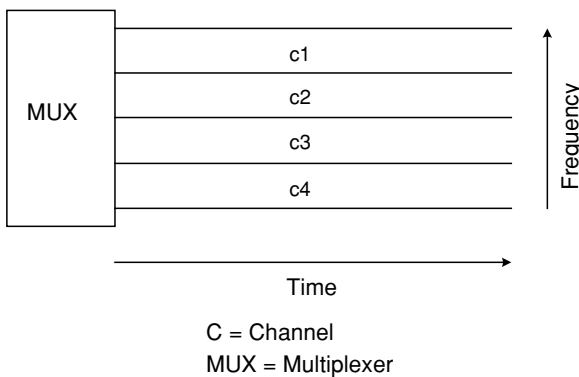 MUX
c1
c2
c3
c4
Frequency
Time
C = Channel
MUX = Multiplexer